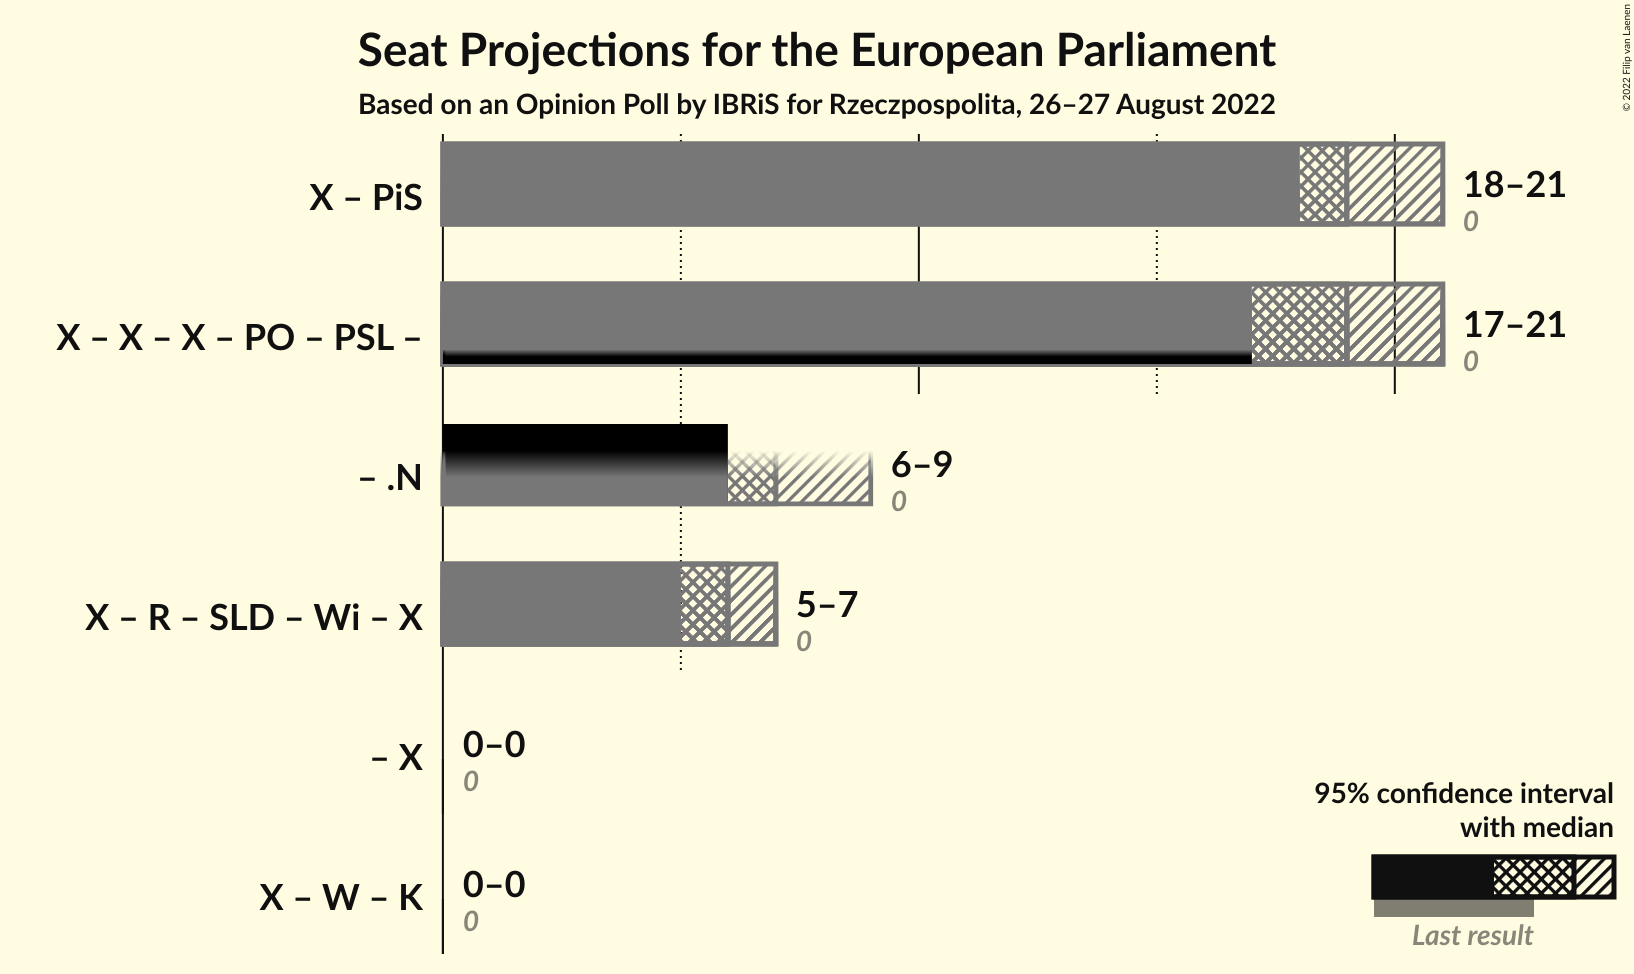 Seat Projections for the European Parliament
Based on an Opinion Poll by IBRiS for Rzeczpospolita, 26–27 August 2022
© 2022 Filip van Laenen
X – PiS
18–21
0
X – X – X – PO – PSL –
17–21
0
– .N
6–9
0
X – R – SLD – Wi – X
5–7
0
– X
0–0
0
X – W – K
0–0
0
95% confidence interval
with median
Last result